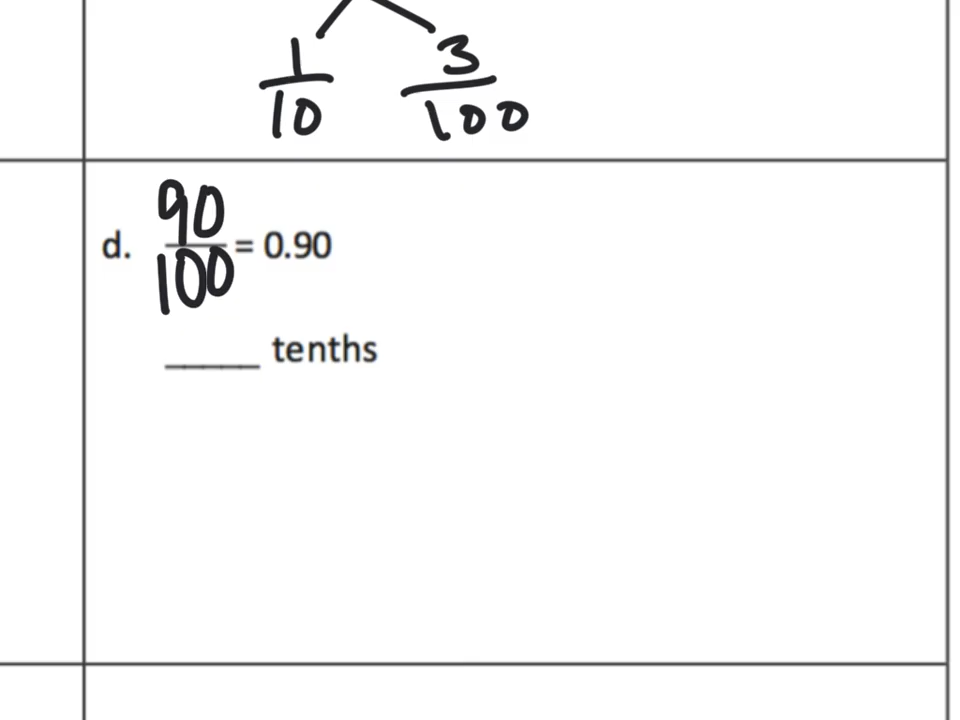 1/10 3/100
d. 90/100 = 0.90
_____ tenths